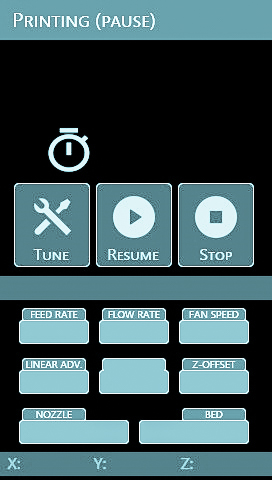 Printing (pause)
Tune Resume Stop
FEED RATE FLOW RATE FAN SPEED
LINEAR ADV. Z-OFFSET
NOZZLE BED
X: Y: Z: